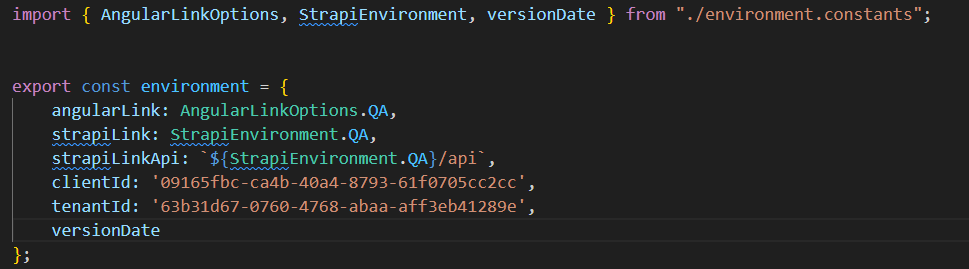 import { AngularLinkOptions, StrapiEnvironment, versionDate } from "./environment.constants";
export const environment = {
angularLink: AngularLinkOptions.QA,
strapiLink: StrapiEnvironment.QA,
strapiLinkApi: `${StrapiEnvironment.QA}/api`,
clientId: '09165fbc-ca4b-40a4-8793-61f0705cc2cc',
tenantId: '63b31d67-0760-4768-abaa-aff3eb41289e',
versionDate
};